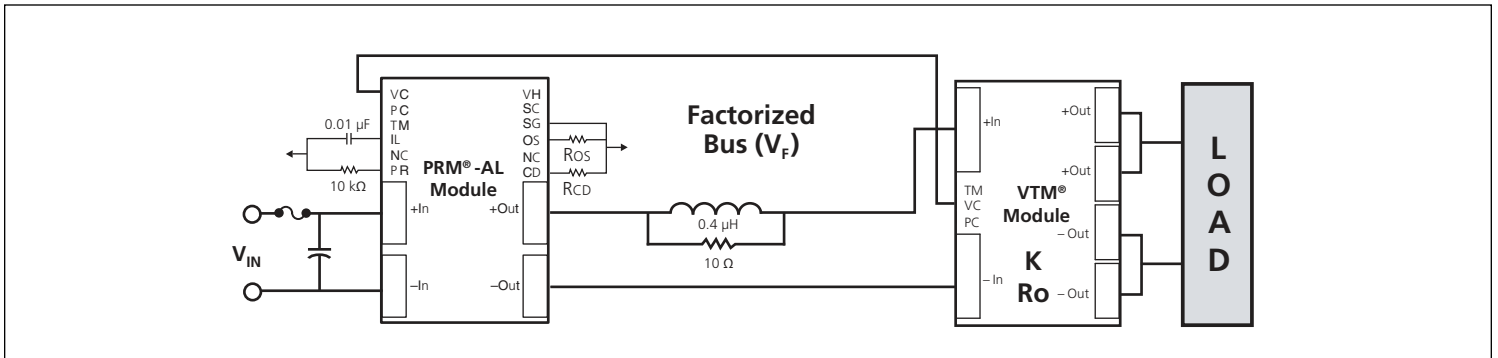 VC
PC
TM
IL
NC
PR
VH
SC
SG
OS
NC
CD
0.01 µF
10 kΩ
PRM® -AL
Module
ROS
RCD
+In
–In
+Out
–Out
VIN
Factorized
Bus (VF)
0.4 µH
10 Ω
+In
TM
VC
PC
– In
VTM®
Module
K
Ro
+Out
+Out
– Out
– Out
L
O
A
D